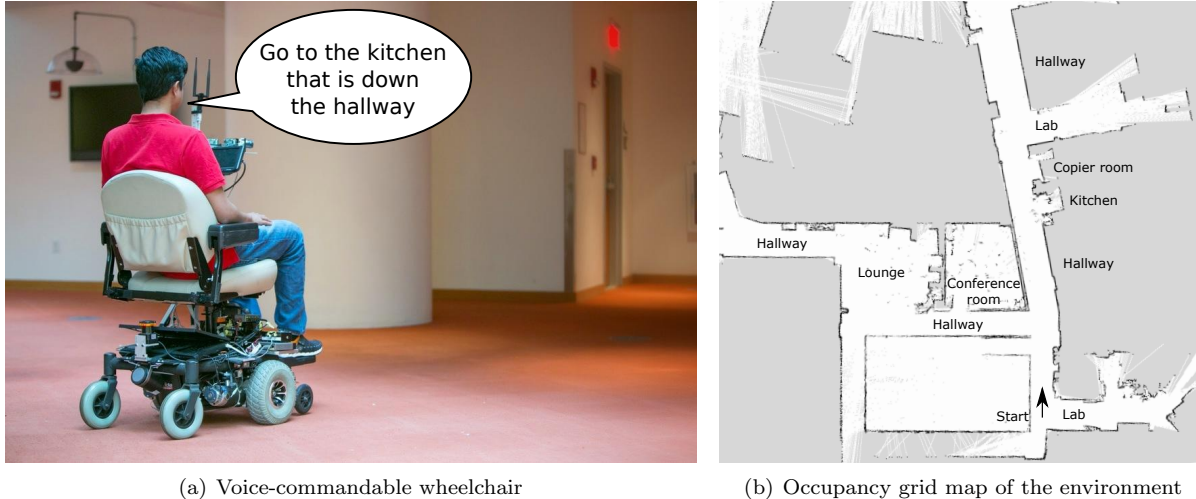 Go to the kitchen
that is down
the hallway
Hallway
Lab
Copier room
Kitchen
Hallway
Lounge
Hallway
Conference
room
Hallway
Start
Lab
(a) Voice-commandable wheelchair
(b) Occupancy grid map of the environment